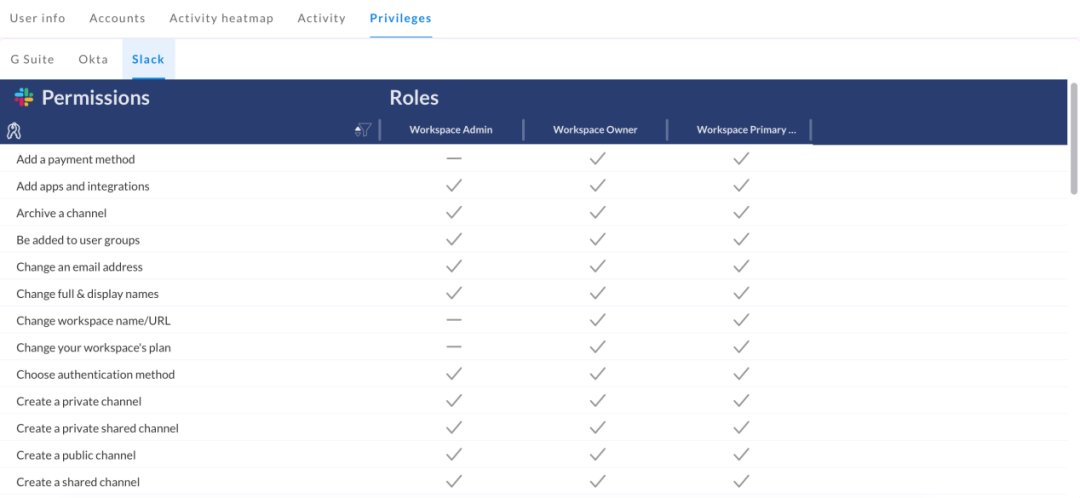 User info Accounts Activity heatmap Activity Privileges
G Suite Okta Slack
Permissions Roles
Workspace Admin Workspace Owner Workspace Primary ...
Add a payment method
Add apps and integrations
Archive a channel
Be added to user groups
Change an email address
Change full & display names
Change workspace name/URL
Change your workspace's plan
Choose authentication method
Create a private channel
Create a private shared channel
Create a public channel
Create a shared channel